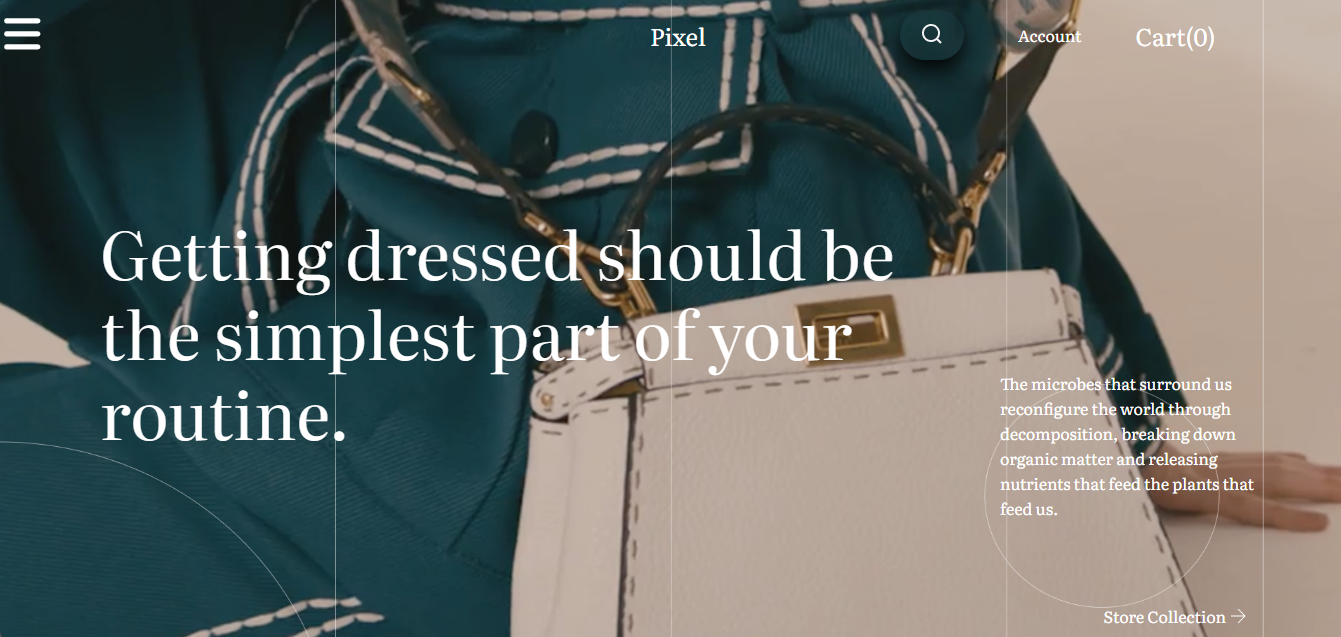 Pixel
Account
Cart(0)
Getting dressed should be
the simplest part of your
routine.
The microbes that surround us
reconfigure the world through
decomposition, breaking down
organic matter and releasing
nutrients that feed the plants that
feed us.
Store Collection →